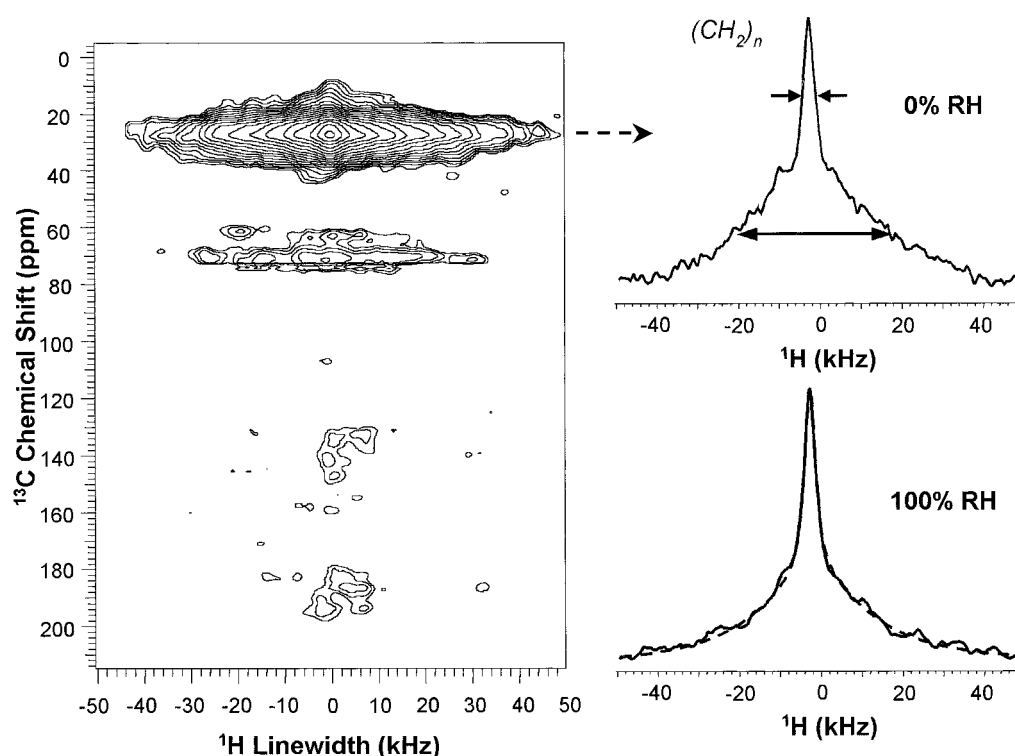 0
20
40
60
80
100
120
140
160
180
200
¹³C Chemical Shift (ppm)
-50 -40 -30 -20 -10 0 10 20 30 40 50
¹H Linewidth (kHz)
(CH₂)ₙ
0% RH
-40 -20 0 20 40
¹H (kHz)
100% RH
-40 -20 0 20 40
¹H (kHz)